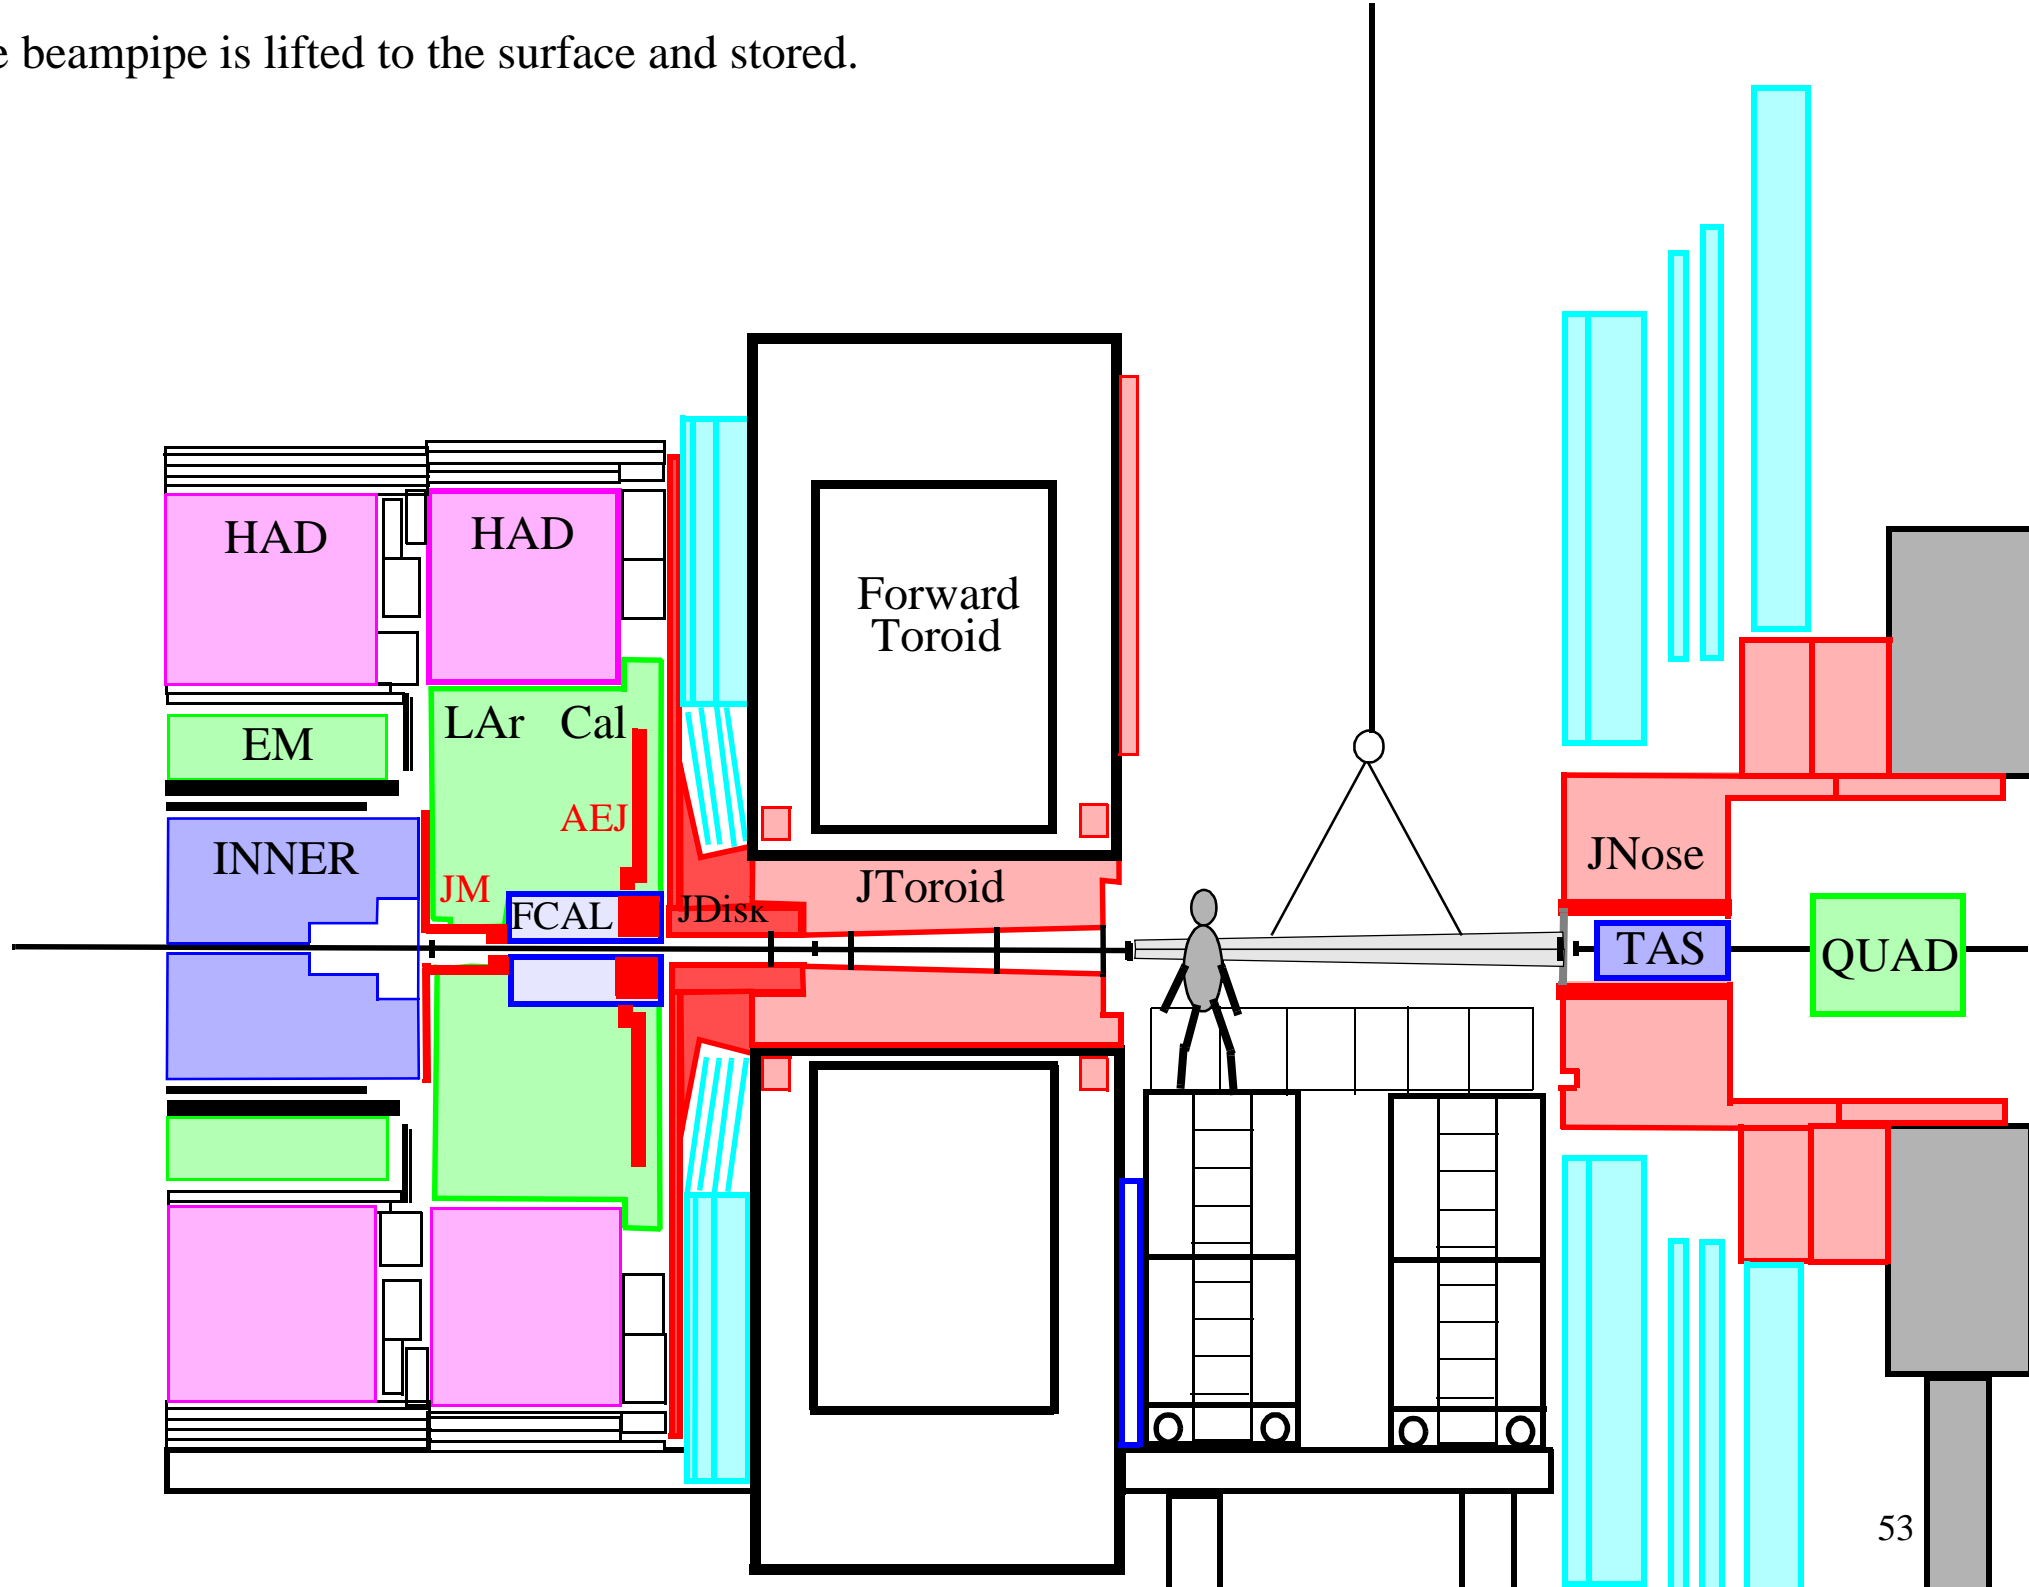 e beampipe is lifted to the surface and stored.
HAD
HAD
Forward
Toroid
LAr Cal
EM
AEJ
INNER
JM
FCAL
JDisk
JToroid
JNose
TAS
QUAD
53